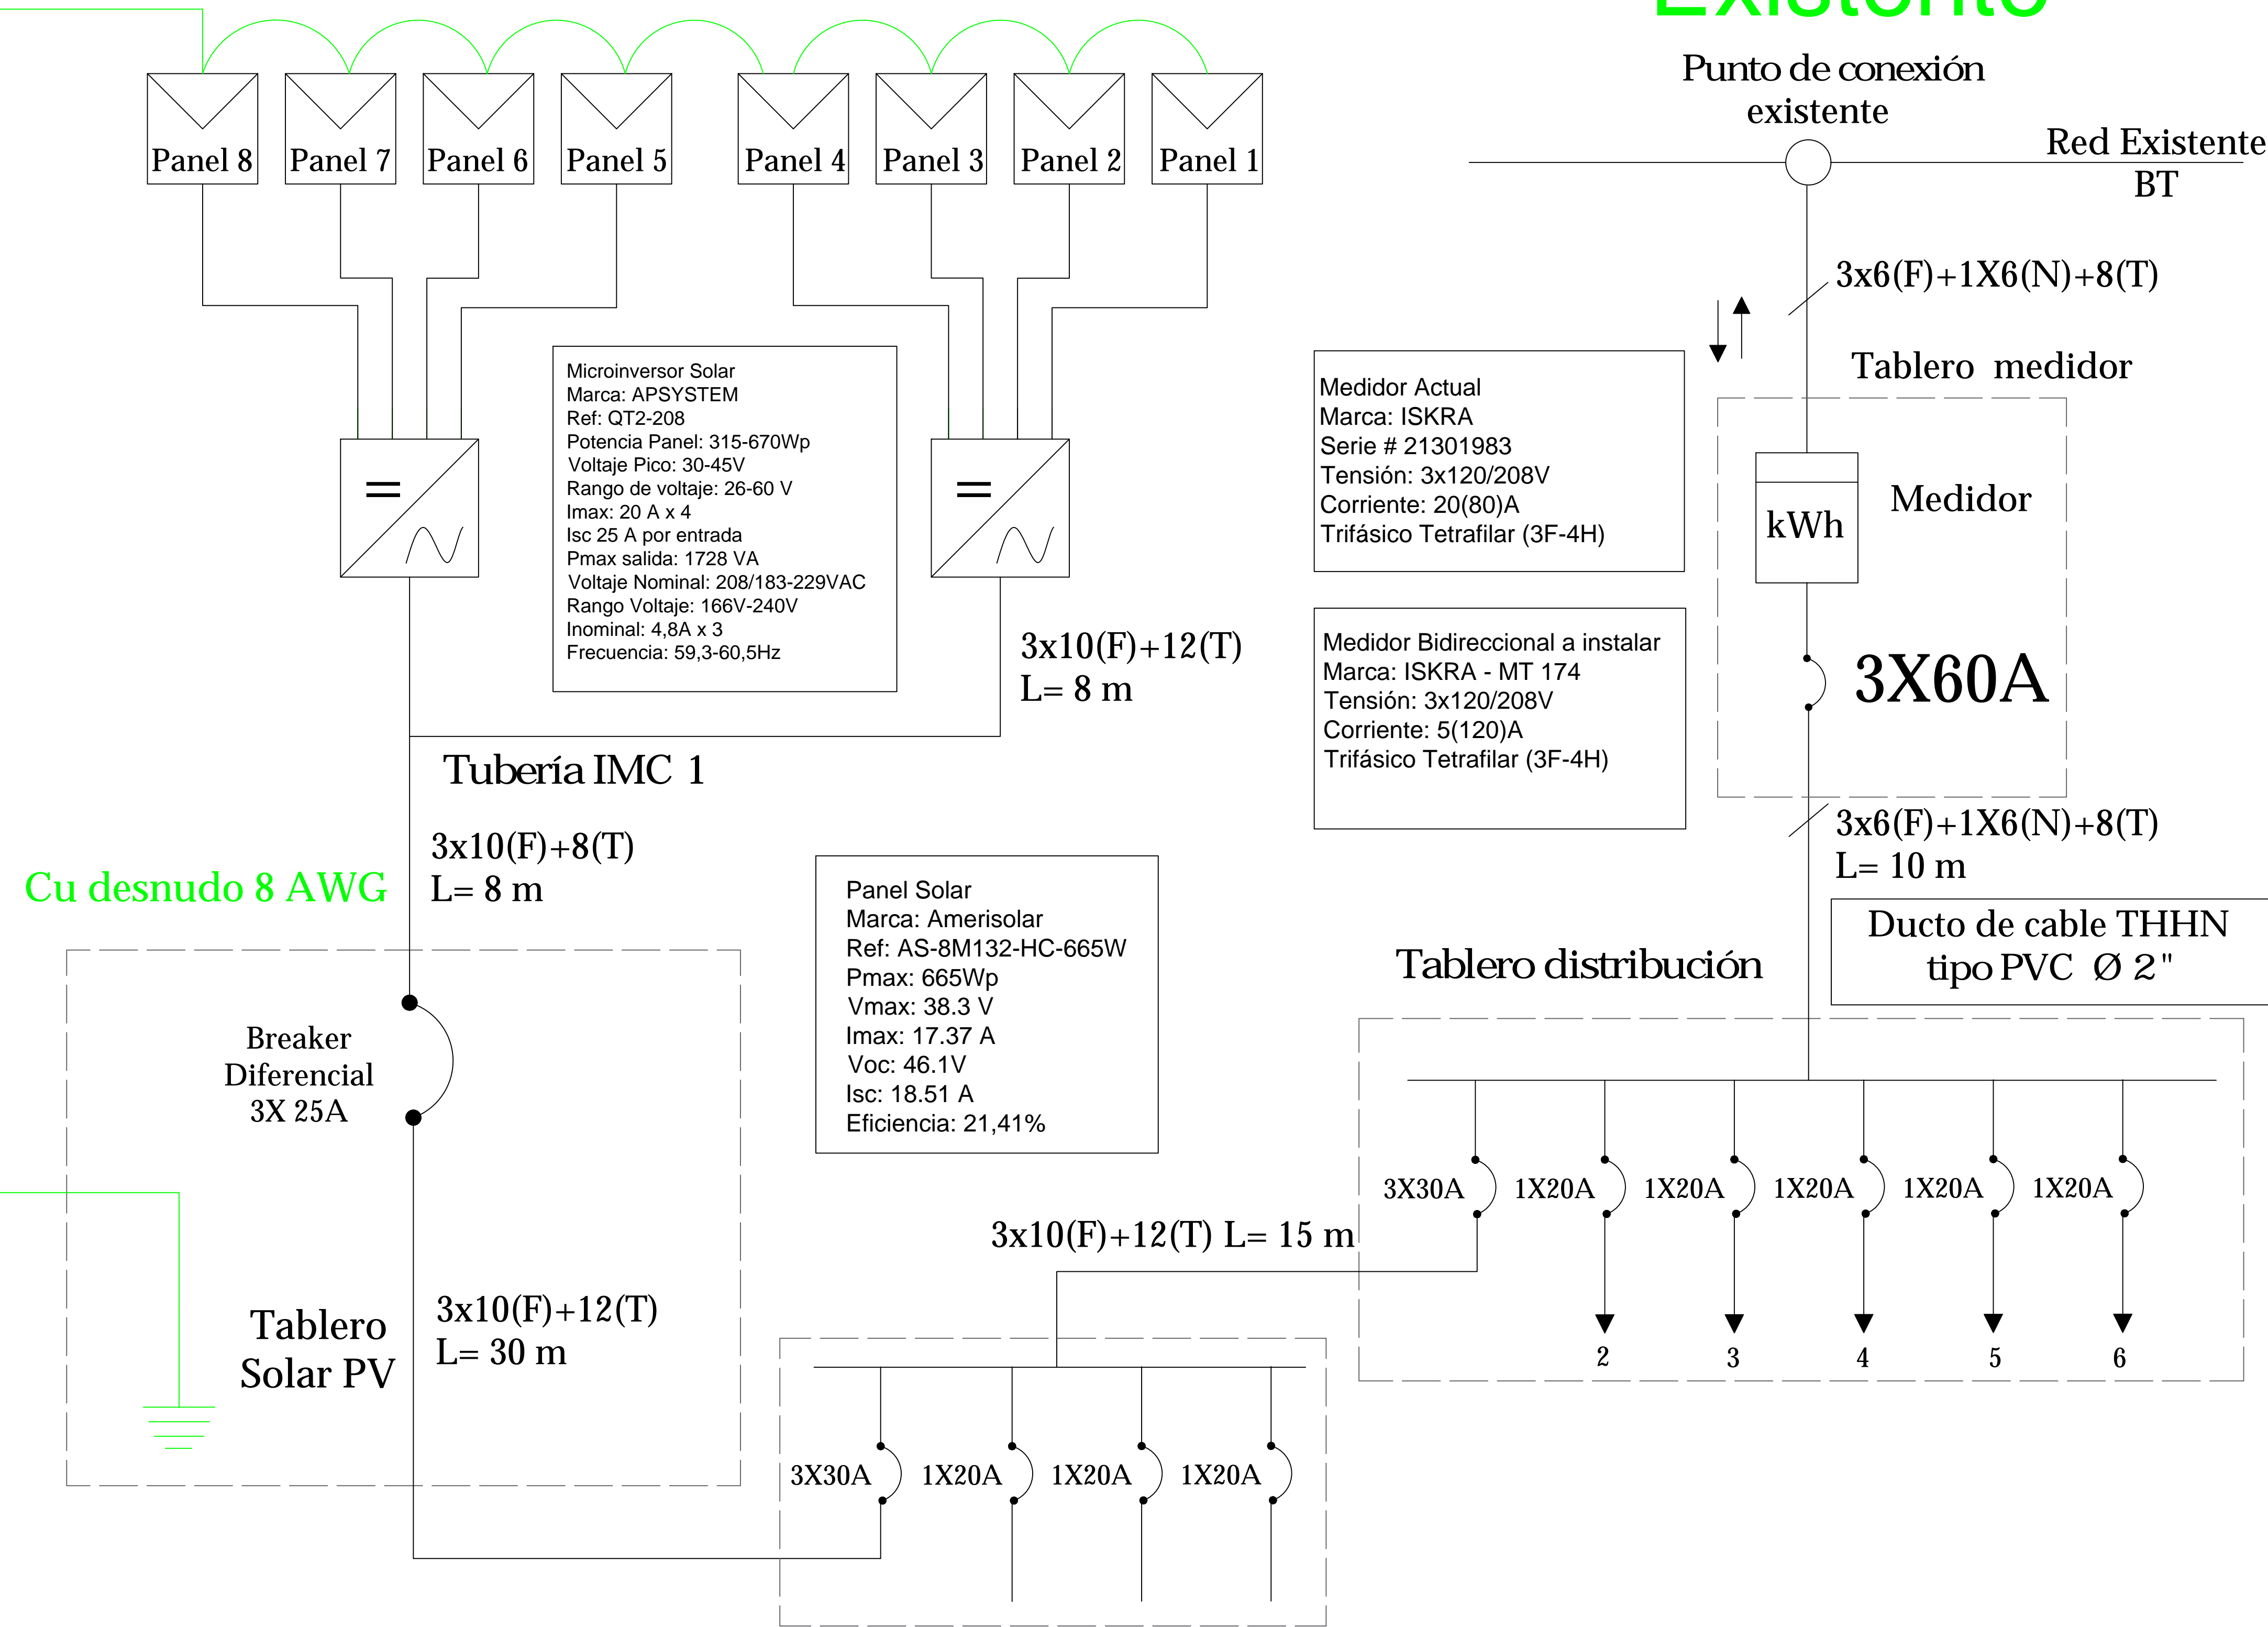 Existente
Punto de conexión
existente
Red Existente
BT
Panel 8
Panel 7
Panel 6
Panel 5
Panel 4
Panel 3
Panel 2
Panel 1
3x6(F)+1X6(N)+8(T)
Tablero medidor
Microinversor Solar
Marca: APSYSTEM
Ref: QT2-208
Potencia Panel: 315-670Wp
Voltaje Pico: 30-45V
Rango de voltaje: 26-60 V
Imax: 20 A x 4
Isc 25 A por entrada
Pmax salida: 1728 VA
Voltaje Nominal: 208/183-229VAC
Rango Voltaje: 166V-240V
Inominal: 4,8A x 3
Frecuencia: 59,3-60,5Hz
Medidor Actual
Marca: ISKRA
Serie # 21301983
Tensión: 3x120/208V
Corriente: 20(80)A
Trifásico Tetrafilar (3F-4H)
Medidor
kWh
3X60A
Medidor Bidireccional a instalar
Marca: ISKRA - MT 174
Tensión: 3x120/208V
Corriente: 5(120)A
Trifásico Tetrafilar (3F-4H)
3x10(F)+12(T)
L= 8 m
Tubería IMC 1
3x10(F)+8(T)
L= 8 m
Cu desnudo 8 AWG
3x6(F)+1X6(N)+8(T)
L= 10 m
Ducto de cable THHN
tipo PVC Ø 2"
Panel Solar
Marca: Amerisolar
Ref: AS-8M132-HC-665W
Pmax: 665Wp
Vmax: 38.3 V
Imax: 17.37 A
Voc: 46.1V
Isc: 18.51 A
Eficiencia: 21,41%
Tablero distribución
Breaker
Diferencial
3X 25A
3X30A
1X20A
1X20A
1X20A
1X20A
1X20A
3x10(F)+12(T) L= 15 m
2
3
4
5
6
Tablero
Solar PV
3x10(F)+12(T)
L= 30 m
3X30A
1X20A
1X20A
1X20A